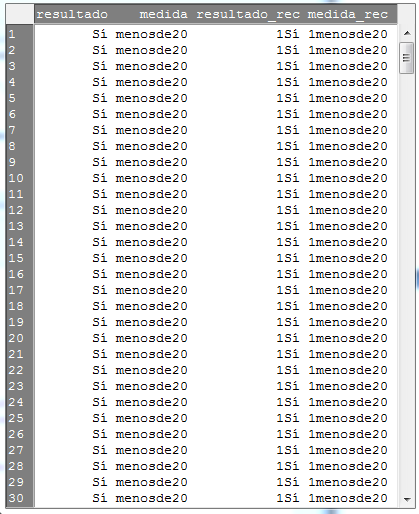 resultado medida resultado_rec medida_rec
1 Sí menosde20 1Sí 1menosde20
2 Sí menosde20 1Sí 1menosde20
3 Sí menosde20 1Sí 1menosde20
4 Sí menosde20 1Sí 1menosde20
5 Sí menosde20 1Sí 1menosde20
6 Sí menosde20 1Sí 1menosde20
7 Sí menosde20 1Sí 1menosde20
8 Sí menosde20 1Sí 1menosde20
9 Sí menosde20 1Sí 1menosde20
10 Sí menosde20 1Sí 1menosde20
11 Sí menosde20 1Sí 1menosde20
12 Sí menosde20 1Sí 1menosde20
13 Sí menosde20 1Sí 1menosde20
14 Sí menosde20 1Sí 1menosde20
15 Sí menosde20 1Sí 1menosde20
16 Sí menosde20 1Sí 1menosde20
17 Sí menosde20 1Sí 1menosde20
18 Sí menosde20 1Sí 1menosde20
19 Sí menosde20 1Sí 1menosde20
20 Sí menosde20 1Sí 1menosde20
21 Sí menosde20 1Sí 1menosde20
22 Sí menosde20 1Sí 1menosde20
23 Sí menosde20 1Sí 1menosde20
24 Sí menosde20 1Sí 1menosde20
25 Sí menosde20 1Sí 1menosde20
26 Sí menosde20 1Sí 1menosde20
27 Sí menosde20 1Sí 1menosde20
28 Sí menosde20 1Sí 1menosde20
29 Sí menosde20 1Sí 1menosde20
30 Sí menosde20 1Sí 1menosde20